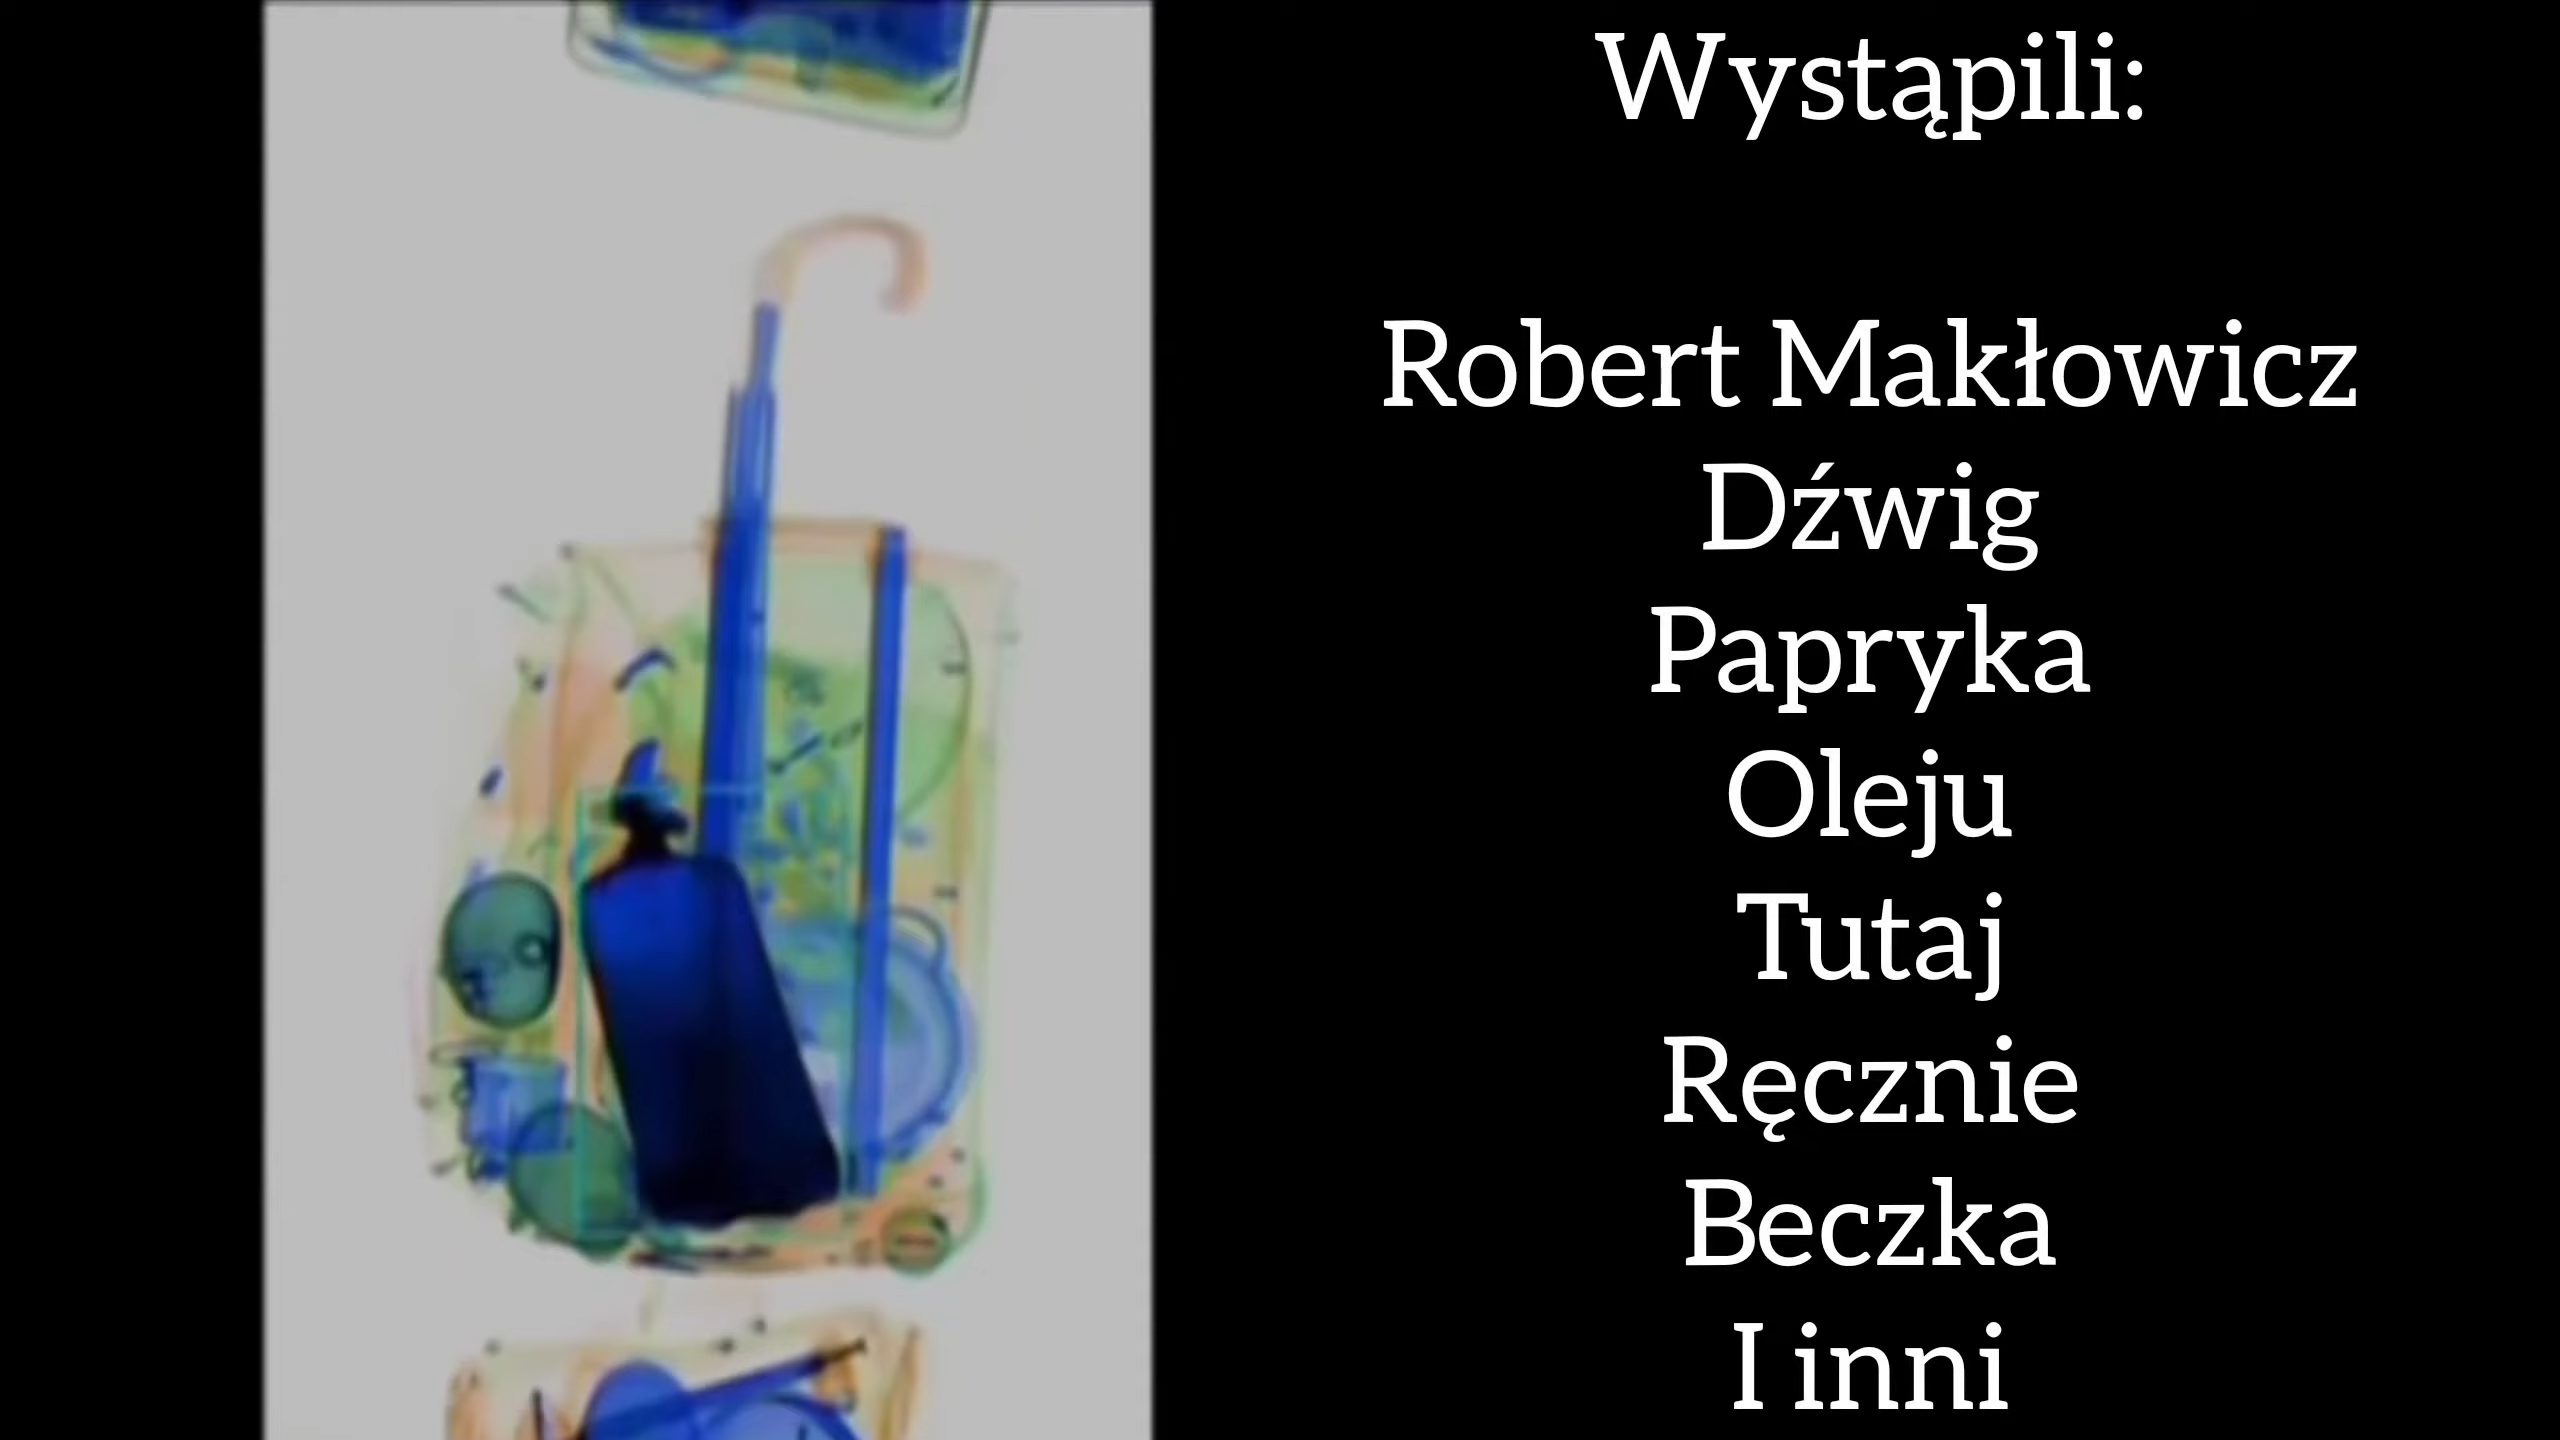 Wystąpili:
Robert Makłowicz
Dźwig
Papryka
Oleju
Tutaj
Ręcznie
Beczka
I inni